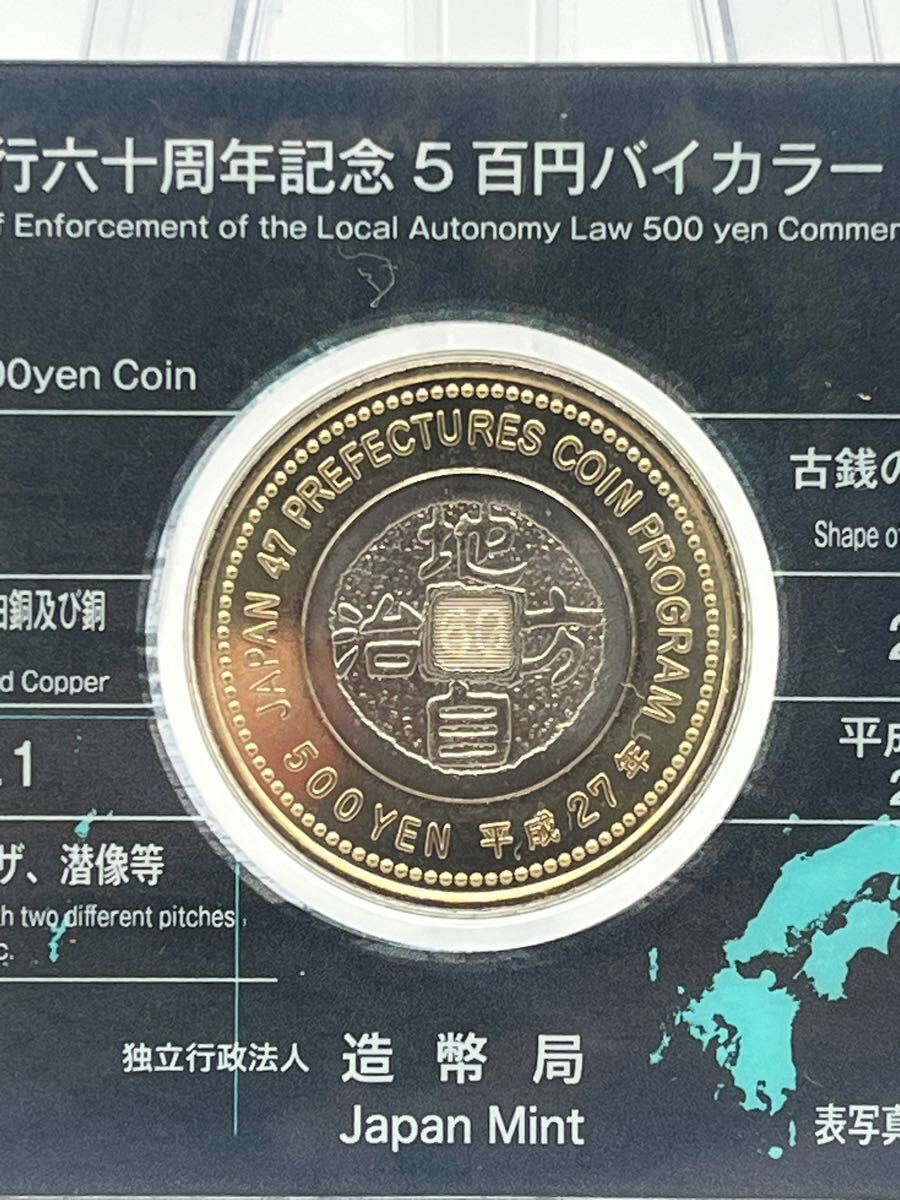 行六十周年記念 5 百円バイカラー
f Enforcement of the Local Autonomy Law 500 yen Commem
00yen Coin
古銭の
Shape of
白銅及び銅
d Copper
.1
平成
2
2
ザ、潜像等
h two different pitches,
c.
JAPAN 47 PREFECTURES COIN PROGRAM
500 YEN 平成27年
地方自治
60
独立行政法人 造幣局
Japan Mint
表写真